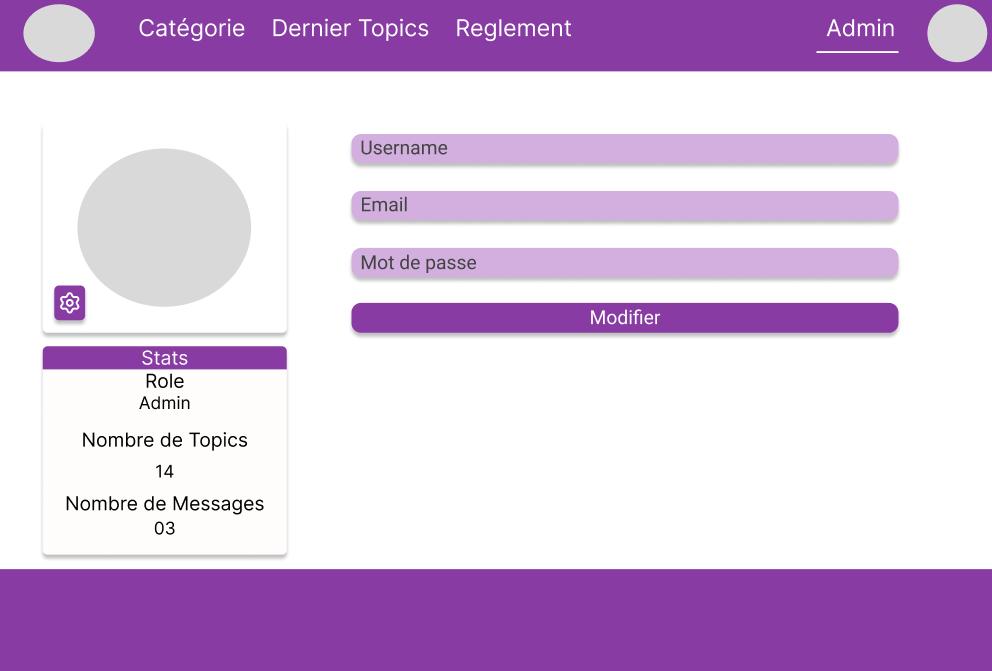 Catégorie Dernier Topics Reglement Admin
Username
Email
Mot de passe
Modifier
Stats
Role
Admin
Nombre de Topics
14
Nombre de Messages
03